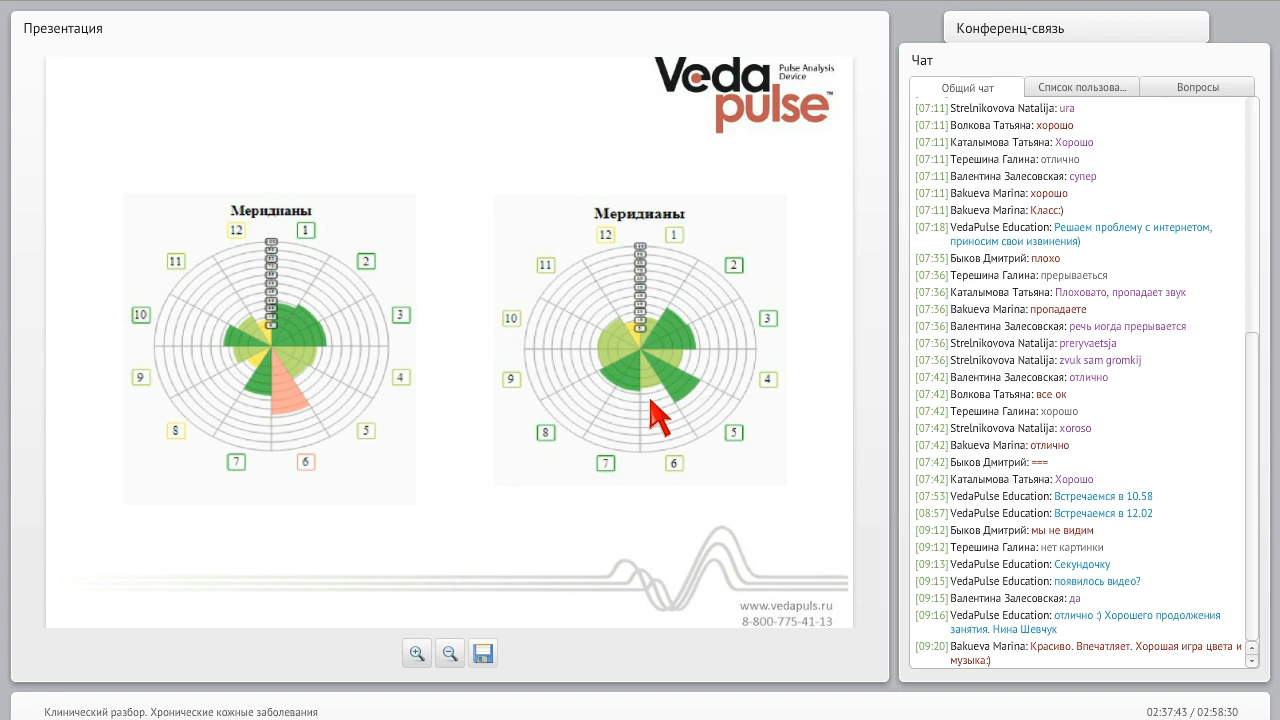 Презентация
Veda
Pulse Analysis
Device
pulse™
Меридианы
12
1
11
2
10
3
9
4
8
5
7
6
Меридианы
12
1
11
2
10
3
9
4
8
5
7
6
www.vedapuls.ru
8-800-775-41-13
Конференц-связь
Чат
Общий чат
Список пользова...
Вопросы
[07:11] Strelnikovova Natalija: ura
[07:11] Волкова Татьяна: хорошо
[07:11] Каталымова Татьяна: Хорошо
[07:11] Терешина Галина: отлично
[07:11] Валентина Залесовская: супер
[07:11] Bakueva Marina: хорошо
[07:11] Bakueva Marina: Класс:)
[07:18] VedaPulse Education: Решаем проблему с интернетом,
приносим свои извинения)
[07:35] Быков Дмитрий: плохо
[07:36] Терешина Галина: прерываеться
[07:36] Каталымова Татьяна: Плоховато, пропадает звук
[07:36] Bakueva Marina: пропадаете
[07:36] Валентина Залесовская: речь иогда прерывается
[07:36] Strelnikovova Natalija: preryvaetsja
[07:36] Strelnikovova Natalija: zvuk sam gromkij
[07:42] Валентина Залесовская: отлично
[07:42] Волкова Татьяна: все ок
[07:42] Терешина Галина: хорошо
[07:42] Strelnikovova Natalija: xoroso
[07:42] Bakueva Marina: отлично
[07:42] Быков Дмитрий: ===
[07:42] Каталымова Татьяна: Хорошо
[07:53] VedaPulse Education: Встречаемся в 10.58
[08:57] VedaPulse Education: Встречаемся в 12.02
[09:12] Быков Дмитрий: мы не видим
[09:12] Терешина Галина: нет картинки
[09:13] VedaPulse Education: Секундочку
[09:15] VedaPulse Education: появилось видео?
[09:15] Валентина Залесовская: да
[09:16] VedaPulse Education: отлично :) Хорошего продолжения
занятия. Нина Шевчук
[09:20] Bakueva Marina: Красиво. Впечатляет. Хорошая игра цвета и
музыка:)
Клинический разбор. Хронические кожные заболевания
02:37:43 / 02:58:30